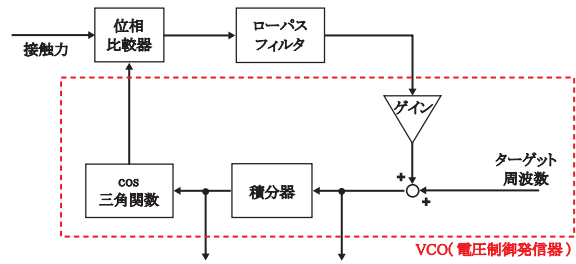 接触力
位相
比較器
ローパス
フィルタ
ゲイン
ターゲット
周波数
+
+
積分器
cos
三角関数
VCO(電圧制御発信器)